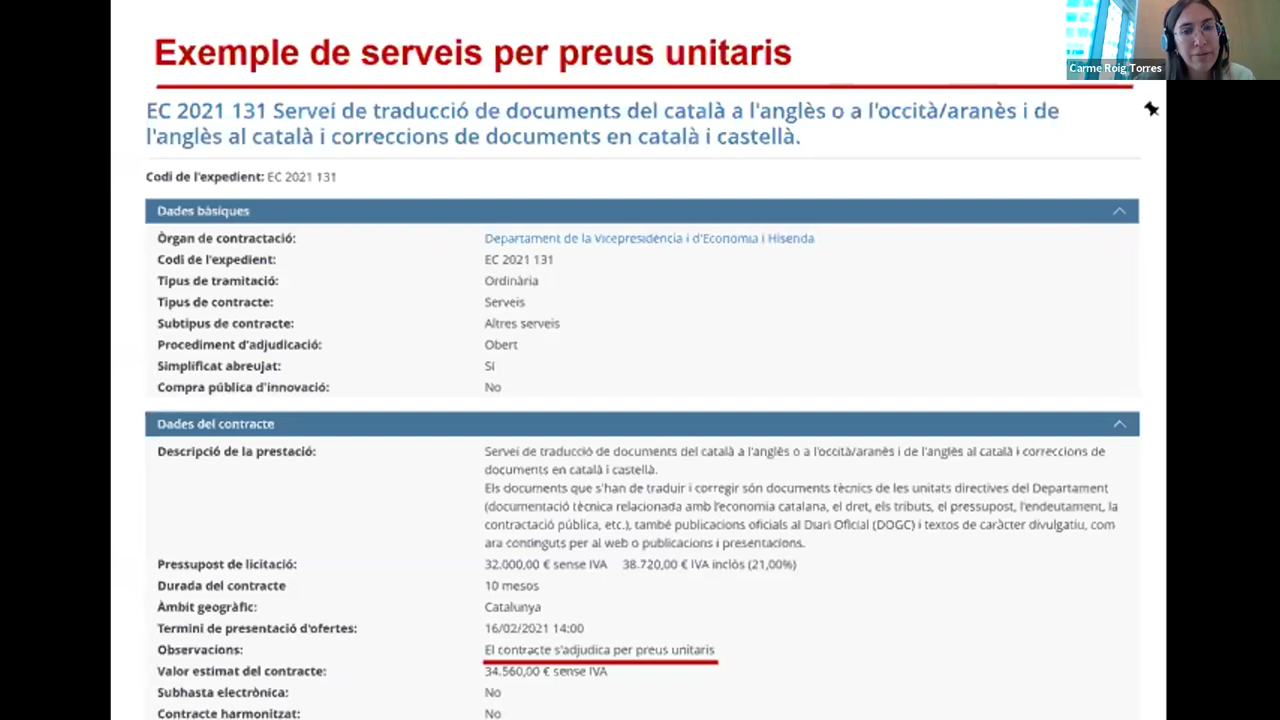 Exemple de serveis per preus unitaris
Carme Roig Torres
EC 2021 131 Servei de traducció de documents del català a l'anglès o a l'occità/aranès i de
l'anglès al català i correccions de documents en català i castellà.
Codi de l'expedient: EC 2021 131
Dades bàsiques
Òrgan de contractació: Departament de la Vicepresidència i d'Economia i Hisenda
Codi de l'expedient: EC 2021 131
Tipus de tramitació: Ordinària
Tipus de contracte: Serveis
Subtipus de contracte: Altres serveis
Procediment d'adjudicació: Obert
Simplificat abreujat: Sí
Compra pública d'innovació: No
Dades del contracte
Descripció de la prestació: Servei de traducció de documents del català a l'anglès o a l'occità/aranès i de l'anglès al català i correccions de
documents en català i castellà.
Els documents que s'han de traduir i corregir són documents tècnics de les unitats directives del Departament
(documentació tècnica relacionada amb l'economia catalana, el dret, els tributs, el pressupost, l'endeutament, la
contractació pública, etc.), també publicacions oficials al Diari Oficial (DOGC) i textos de caràcter divulgatiu, com
ara continguts per al web o publicacions i presentacions.
Pressupost de licitació: 32.000,00 € sense IVA 38.720,00 € IVA inclòs (21,00%)
Durada del contracte 10 mesos
Àmbit geogràfic: Catalunya
Termini de presentació d'ofertes: 16/02/2021 14:00
Observacions: El contracte s'adjudica per preus unitaris
Valor estimat del contracte: 34.560,00 € sense IVA
Subhasta electrònica: No
Contracte harmonitzat: No